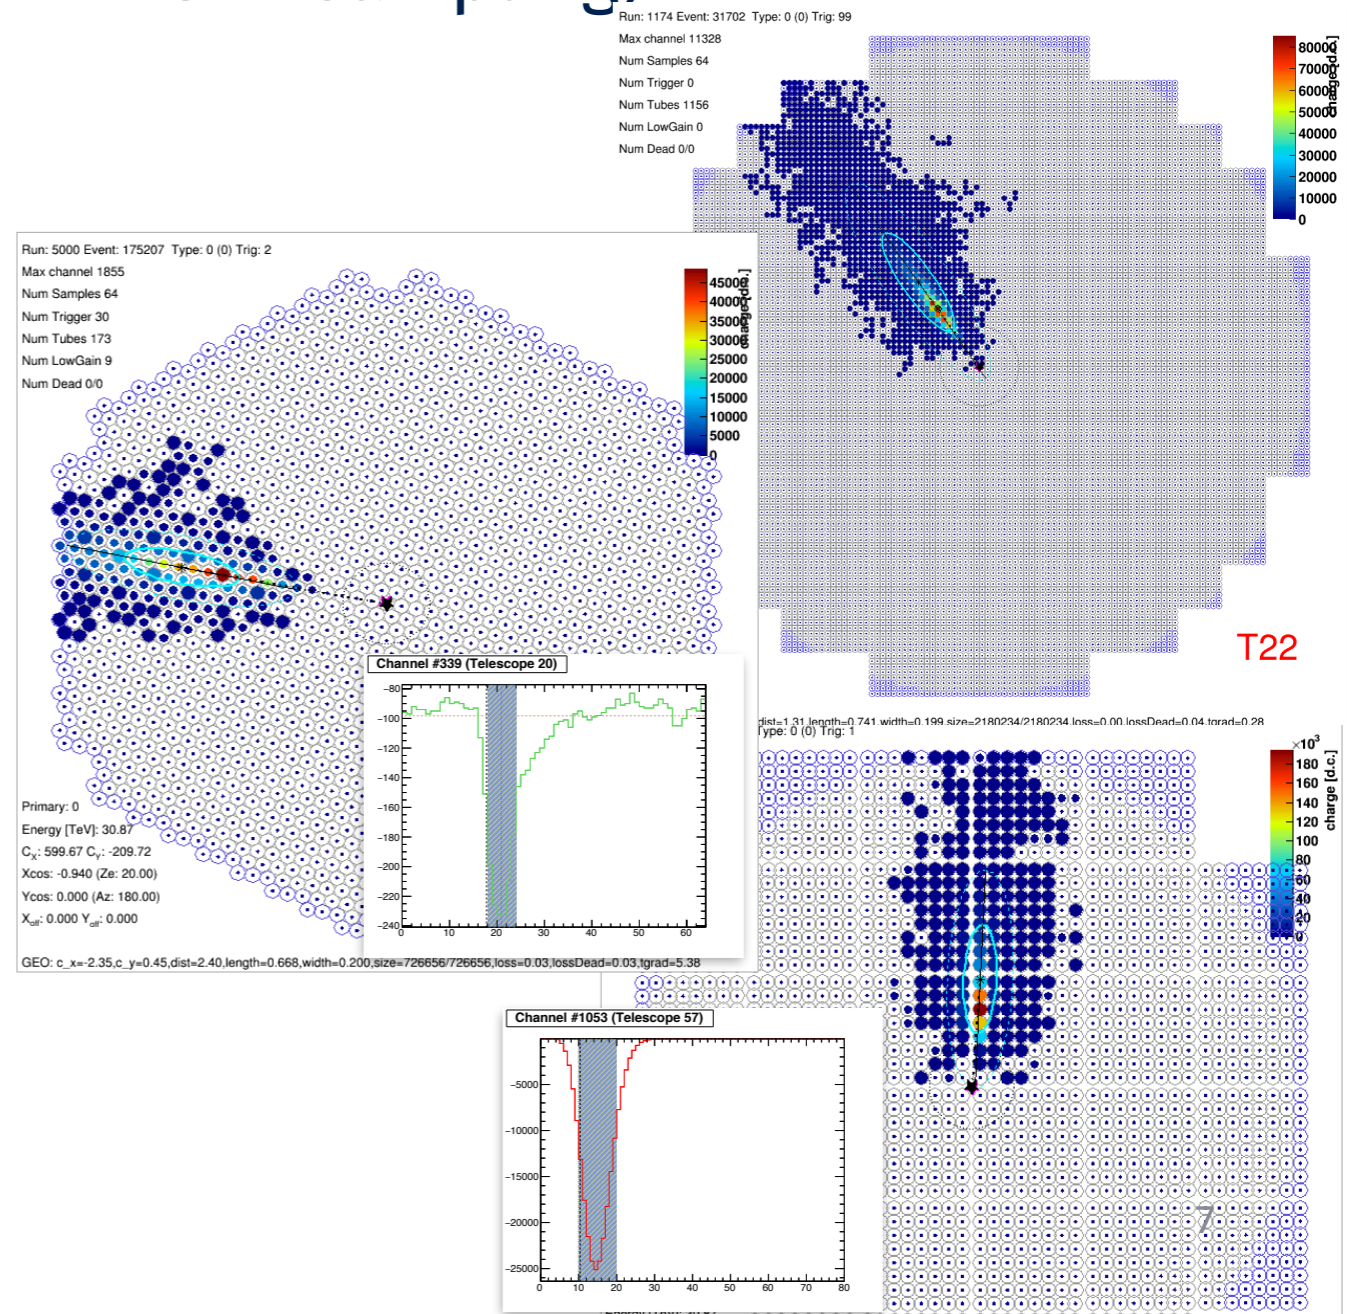 Run: 1174 Event: 31702 Type: 0 (0) Trig: 99
Max channel 11328
Num Samples 64
Num Trigger 0
Num Tubes 1156
Num LowGain 0
Num Dead 0/0
80000
70000
60000
50000
40000
30000
20000
10000
0
charge [d.c.]
T22
dist=1.31,length=0.741,width=0.199,size=2180234/2180234,loss=0.00,lossDead=0.04,tgrad=0.28
Run: 5000 Event: 175207 Type: 0 (0) Trig: 2
Max channel 1855
Num Samples 64
Num Trigger 30
Num Tubes 173
Num LowGain 9
Num Dead 0/0
45000
40000
35000
30000
25000
20000
15000
10000
5000
0
Primary: 0
Energy [TeV]: 30.87
CX: 599.67 CY: -209.72
Xcos: -0.940 (Ze: 20.00)
Ycos: 0.000 (Az: 180.00)
Xoff: 0.000 Yoff: 0.000
GEO: c_x=-2.35,c_y=0.45,dist=2.40,length=0.668,width=0.200,size=726656/726656,loss=0.03,lossDead=0.03,tgrad=5.38
Channel #339 (Telescope 20)
−80
−100
−120
−140
−160
−180
−200
−220
−240
0 10 20 30 40 50 60
Type: 0 (0) Trig: 1
×10³
180
160
140
120
100
80
60
40
20
0
charge [d.c.]
Channel #1053 (Telescope 57)
−5000
−10000
−15000
−20000
−25000
0 10 20 30 40 50 60 70 80
7